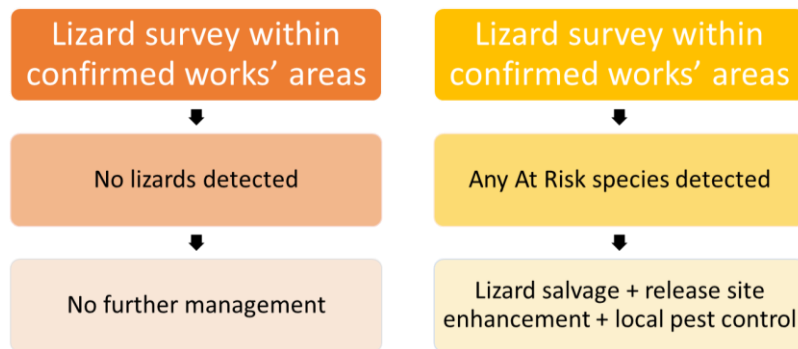 Lizard survey within
confirmed works’ areas
No lizards detected
No further management
Lizard survey within
confirmed works’ areas
Any At Risk species detected
Lizard salvage + release site
enhancement + local pest control